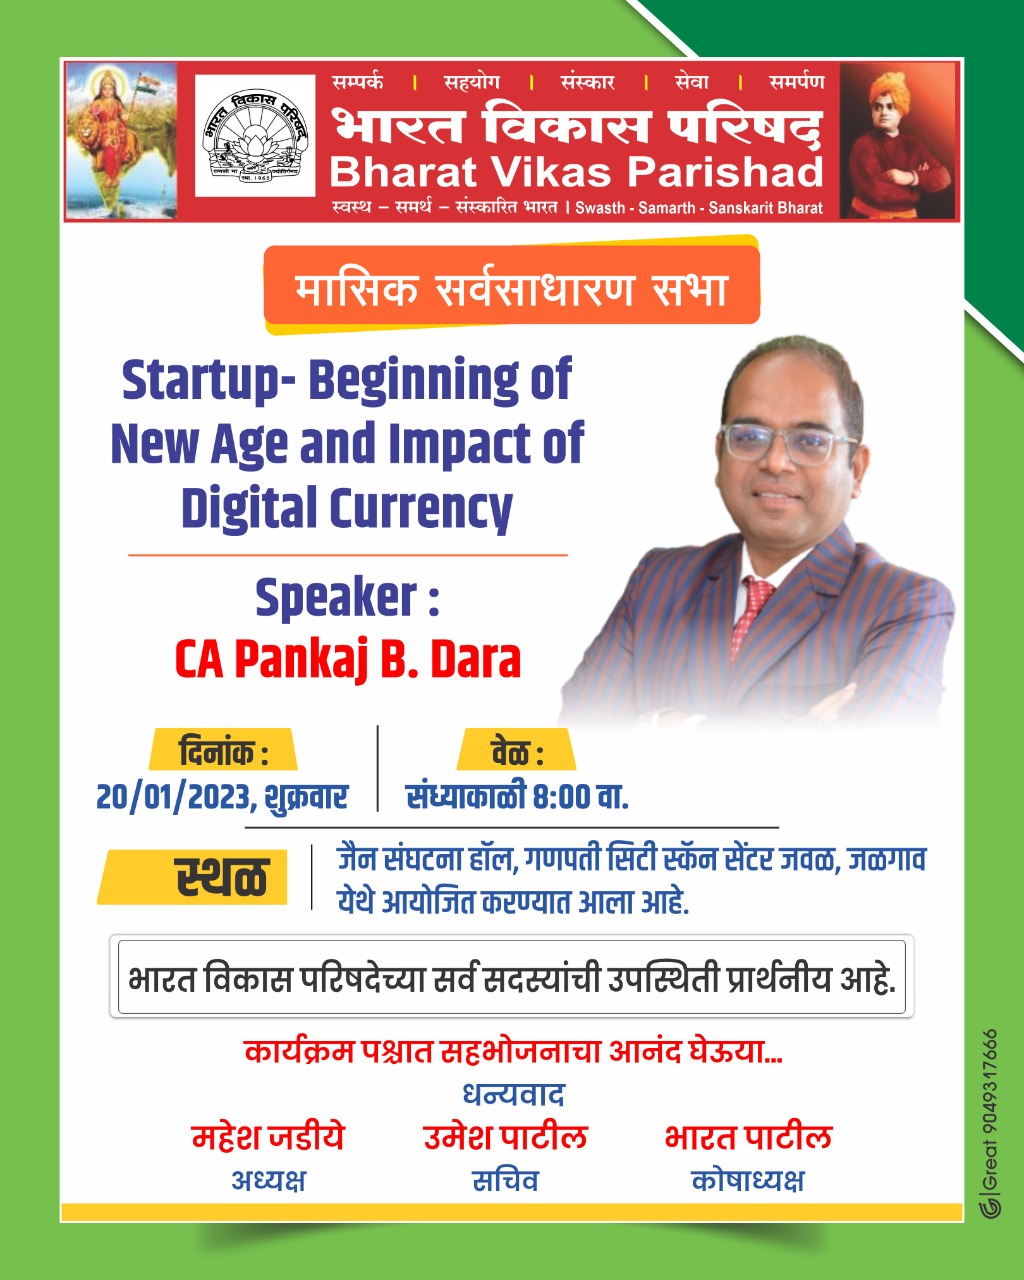 सम्पर्क | सहयोग | संस्कार | सेवा | समर्पण
भारत विकास परिषद
भारत विकास परिषद्
स्था. 1963
Bharat Vikas Parishad
स्वस्थ – समर्थ – संस्कारित भारत | Swasth - Samarth - Sanskarit Bharat
मासिक सर्वसाधारण सभा
Startup- Beginning of
New Age and Impact of
Digital Currency
Speaker :
CA Pankaj B. Dara
दिनांक :
वेळ :
20/01/2023, शुक्रवार
संध्याकाळी 8:00 वा.
स्थळ
जैन संघटना हॉल, गणपती सिटी स्कॅन सेंटर जवळ, जळगाव
येथे आयोजित करण्यात आला आहे.
भारत विकास परिषदेच्या सर्व सदस्यांची उपस्थिती प्रार्थनीय आहे.
कार्यक्रम पश्चात सहभोजनाचा आनंद घेऊया...
धन्यवाद
महेश जडीये
उमेश पाटील
भारत पाटील
अध्यक्ष
सचिव
कोषाध्यक्ष
Great 9049317666